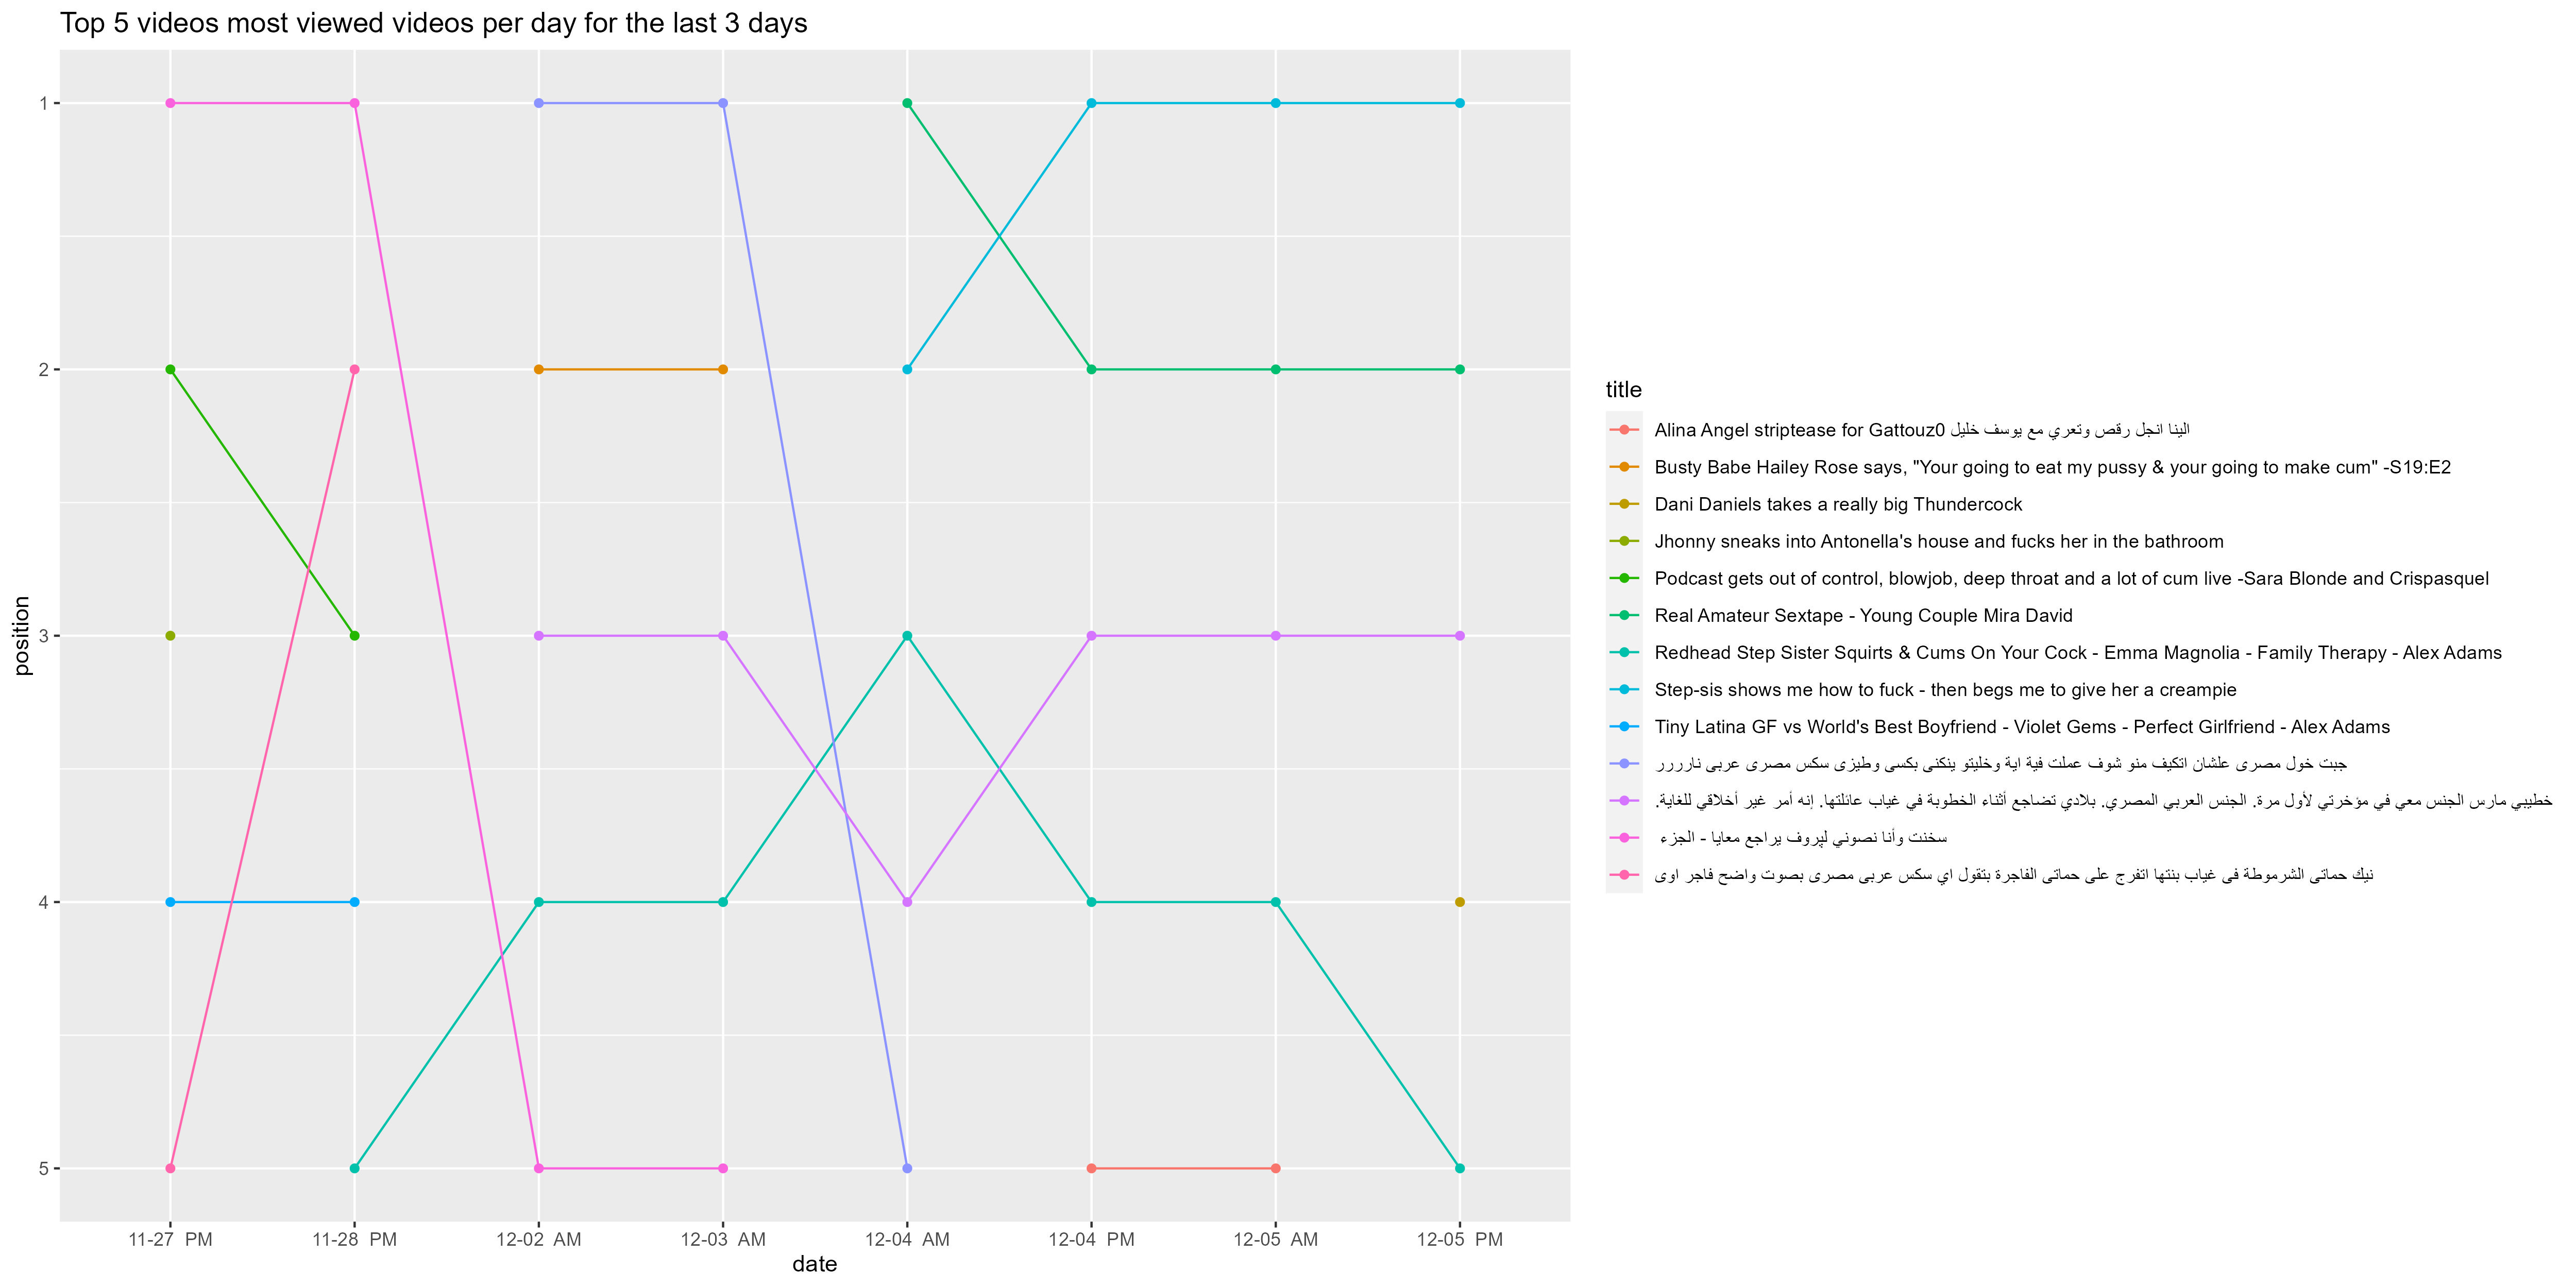 Top 5 videos most viewed videos per day for the last 3 days
position
1
2
3
4
5
11-27 PM
11-28 PM
12-02 AM
12-03 AM
12-04 AM
12-04 PM
12-05 AM
12-05 PM
date
title
Alina Angel striptease for Gattouz0 الينا انجل رقص وتعري مع يوسف خليل
Busty Babe Hailey Rose says, "Your going to eat my pussy & your going to make cum" -S19:E2
Dani Daniels takes a really big Thundercock
Jhonny sneaks into Antonella's house and fucks her in the bathroom
Podcast gets out of control, blowjob, deep throat and a lot of cum live -Sara Blonde and Crispasquel
Real Amateur Sextape - Young Couple Mira David
Redhead Step Sister Squirts & Cums On Your Cock - Emma Magnolia - Family Therapy - Alex Adams
Step-sis shows me how to fuck - then begs me to give her a creampie
Tiny Latina GF vs World's Best Boyfriend - Violet Gems - Perfect Girlfriend - Alex Adams
جبت خول مصرى علشان اتكيف منو شوف عملت فية اية وخليتو ينكنى بكسى وطيزى سكس مصرى عربى نارررر
خطيبي مارس الجنس معي في مؤخرتي لأول مرة. الجنس العربي المصري. بلادي تضاجع أثناء الخطوبة في غياب عائلتها. إنه أمر غير أخلاقي للغاية.
سخنت وأنا نصوني لپروف يراجع معايا - الجزء
نيك حماتى الشرموطة فى غياب بنتها اتفرج على حماتى الفاجرة بتقول اي سكس عربى مصرى بصوت واضح فاجر اوى